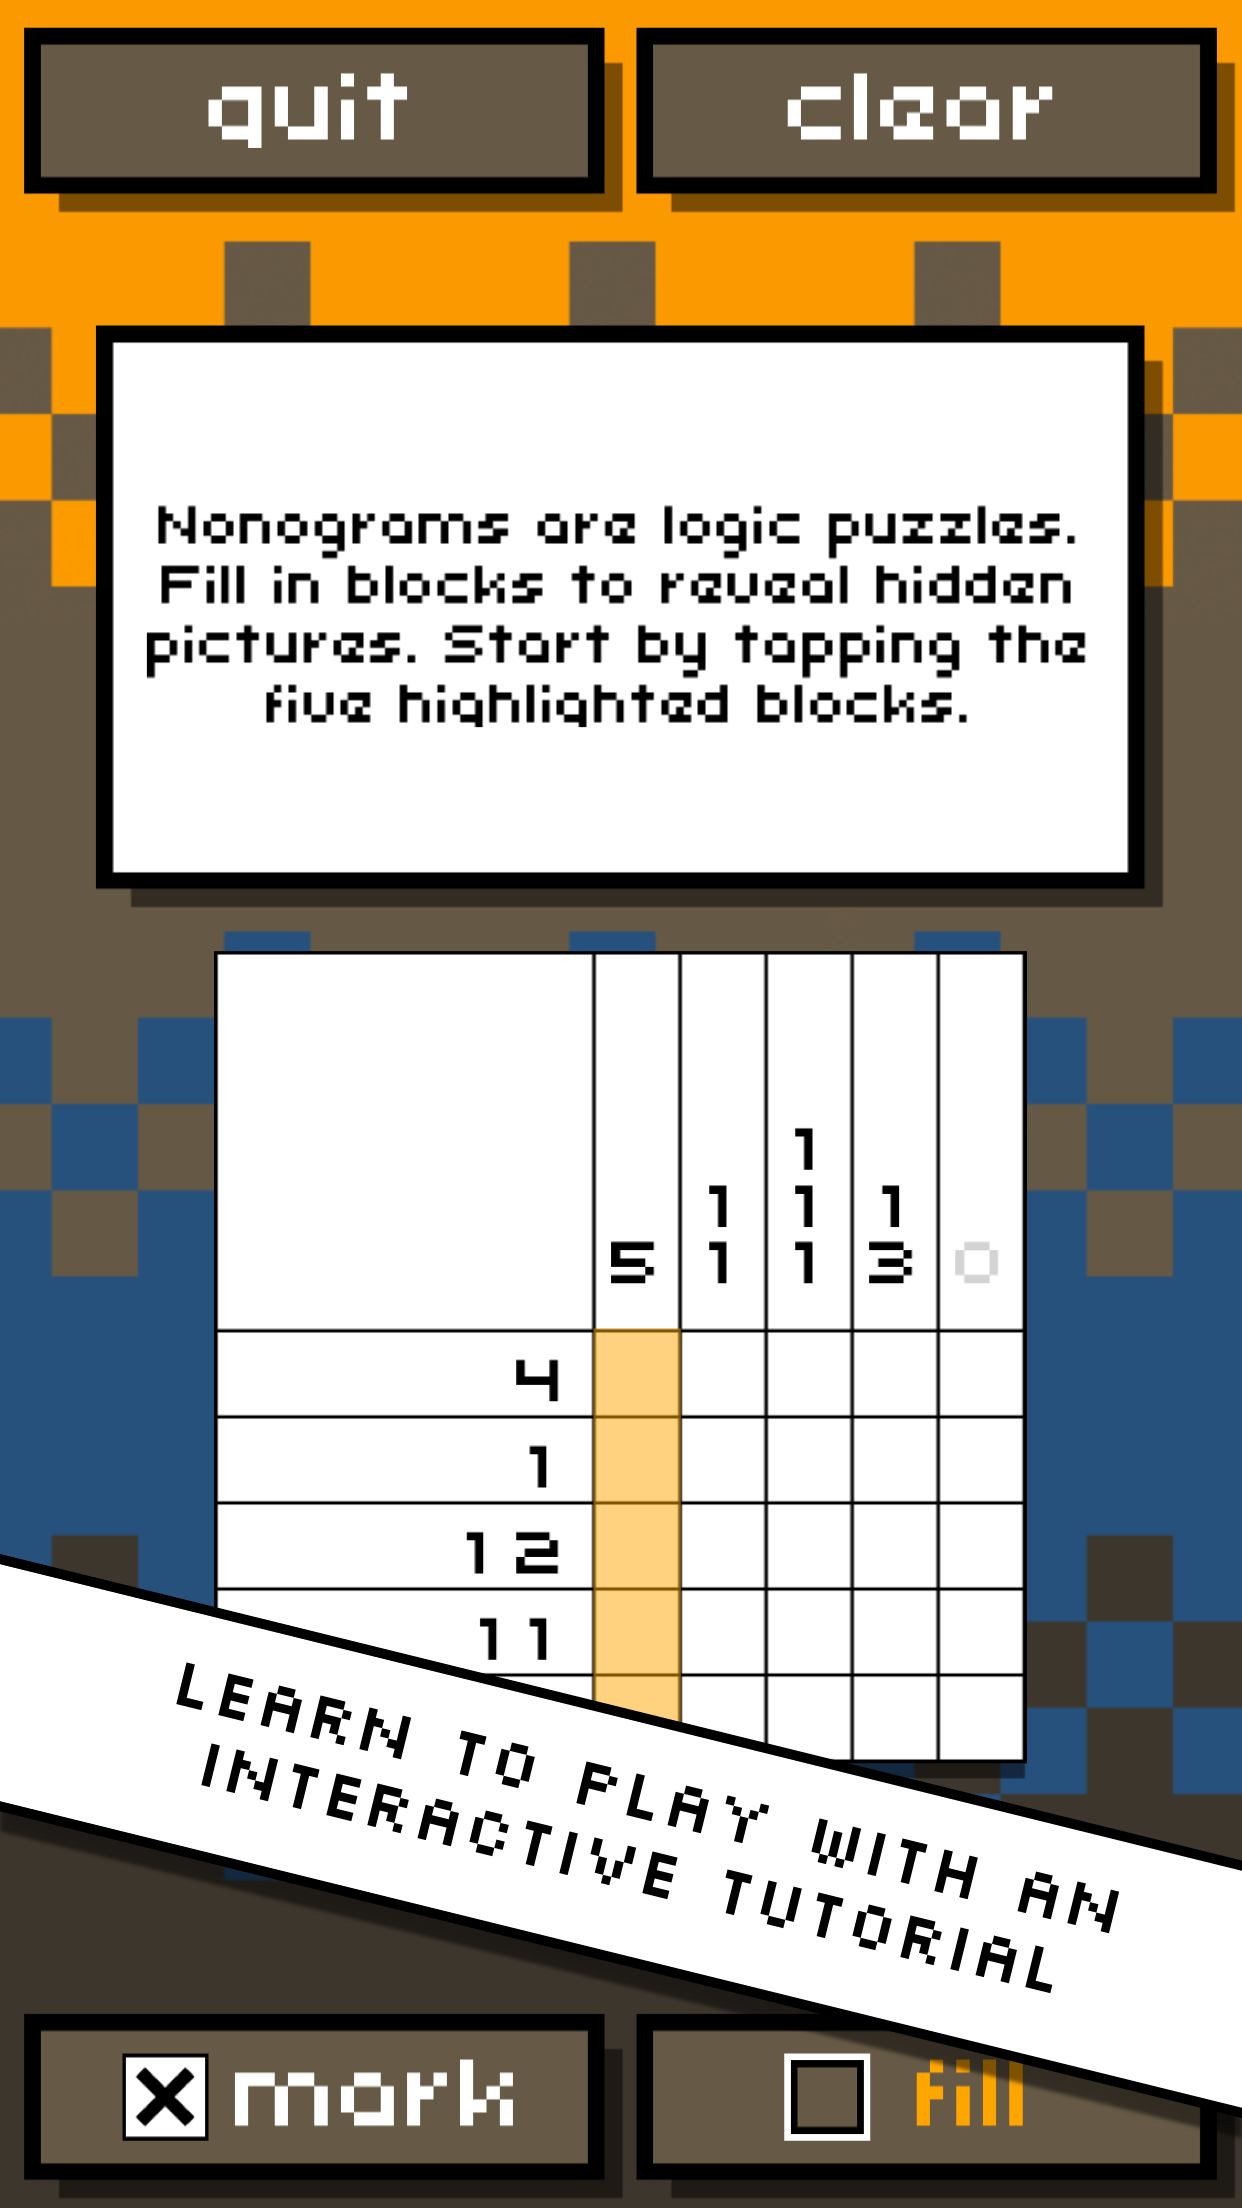 quit clear
Nonograms are logic puzzles.
Fill in blocks to reveal hidden
pictures. Start by tapping the
five highlighted blocks.
1
1 1 1
5 1 1 3 0
4
1
1 2
1 1
LEARN TO PLAY WITH AN
INTERACTIVE TUTORIAL
mark fill